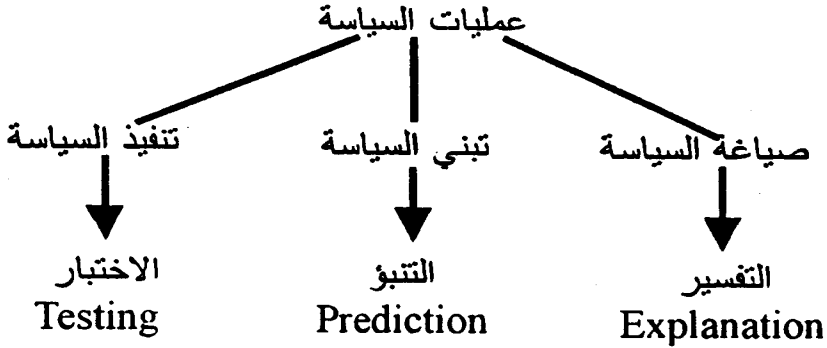 عمليات السياسة
صياغة السياسة
تبني السياسة
تنفيذ السياسة
التفسير
Explanation
التنبؤ
Prediction
الاختبار
Testing